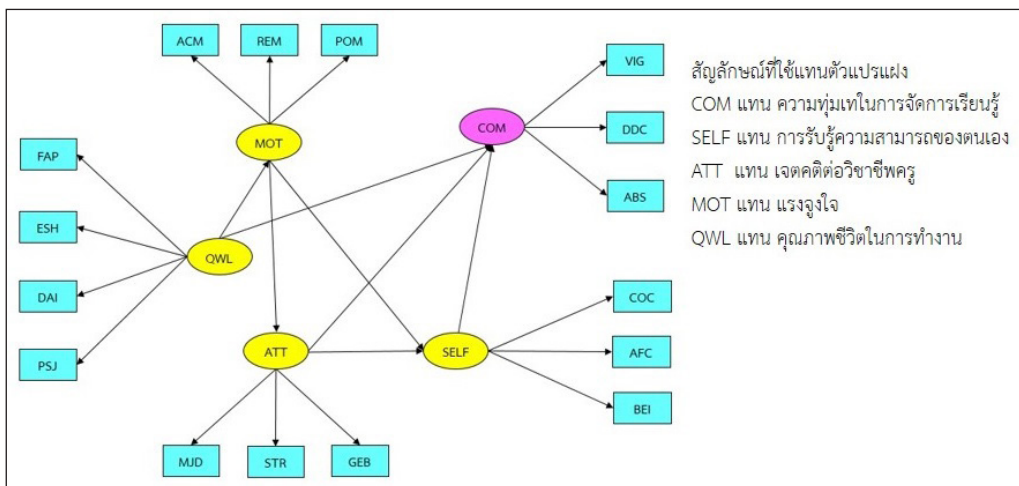 ACM REM POM
VIG
สัญลักษณ์ที่ใช้แทนตัวแปรแฝง
COM แทน ความทุ่มเทในการจัดการเรียนรู้
SELF แทน การรับรู้ความสามารถของตนเอง
ATT แทน เจตคติต่อวิชาชีพครู
MOT แทน แรงจูงใจ
QWL แทน คุณภาพชีวิตในการทำงาน
COM
DDC
MOT
FAP
ABS
ESH
QWL
DAI
COC
PSJ
ATT
SELF
AFC
BEI
MJD STR GEB